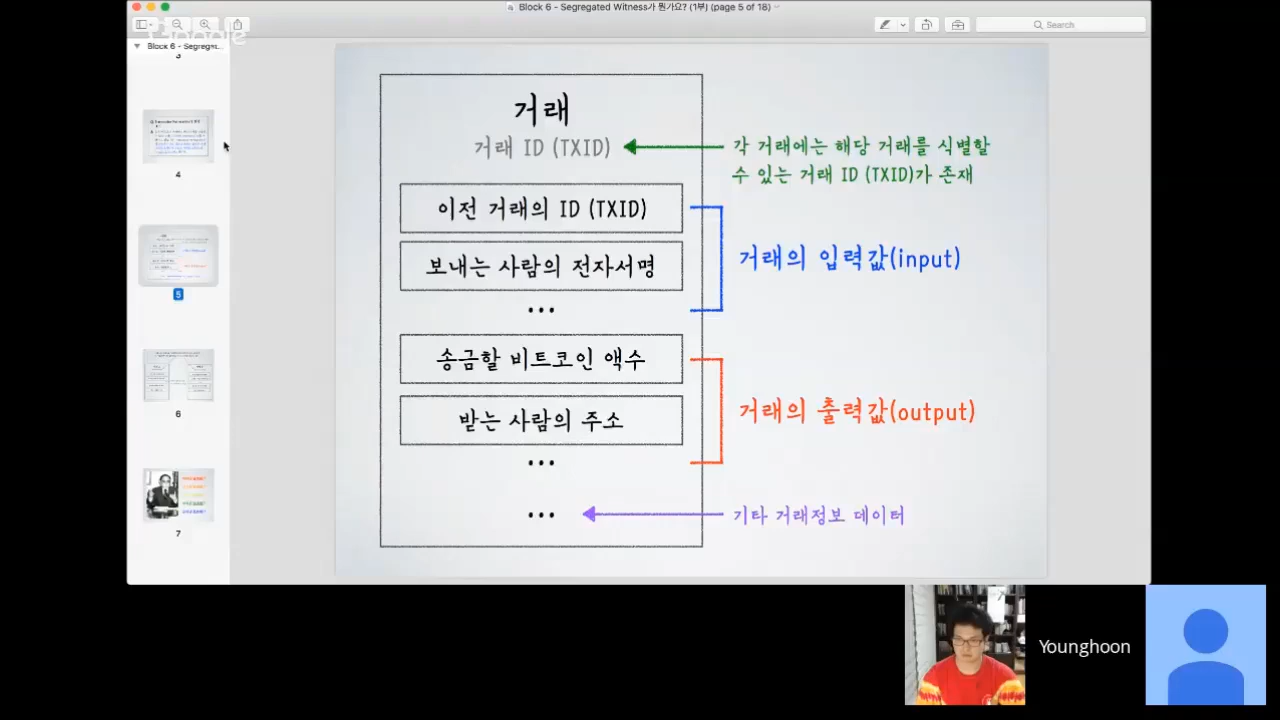 Block 6 - Segregated Witness가 뭔가요? (1부) (page 5 of 18)
Search
Block 6 - Segreg...
3
4
5
6
7
거래
거래 ID (TXID)
각 거래에는 해당 거래를 식별할
수 있는 거래 ID (TXID)가 존재
이전 거래의 ID (TXID)
보내는 사람의 전자서명
...
거래의 입력값(input)
송금할 비트코인 액수
받는 사람의 주소
...
거래의 출력값(output)
...
기타 거래정보 데이터
Younghoon